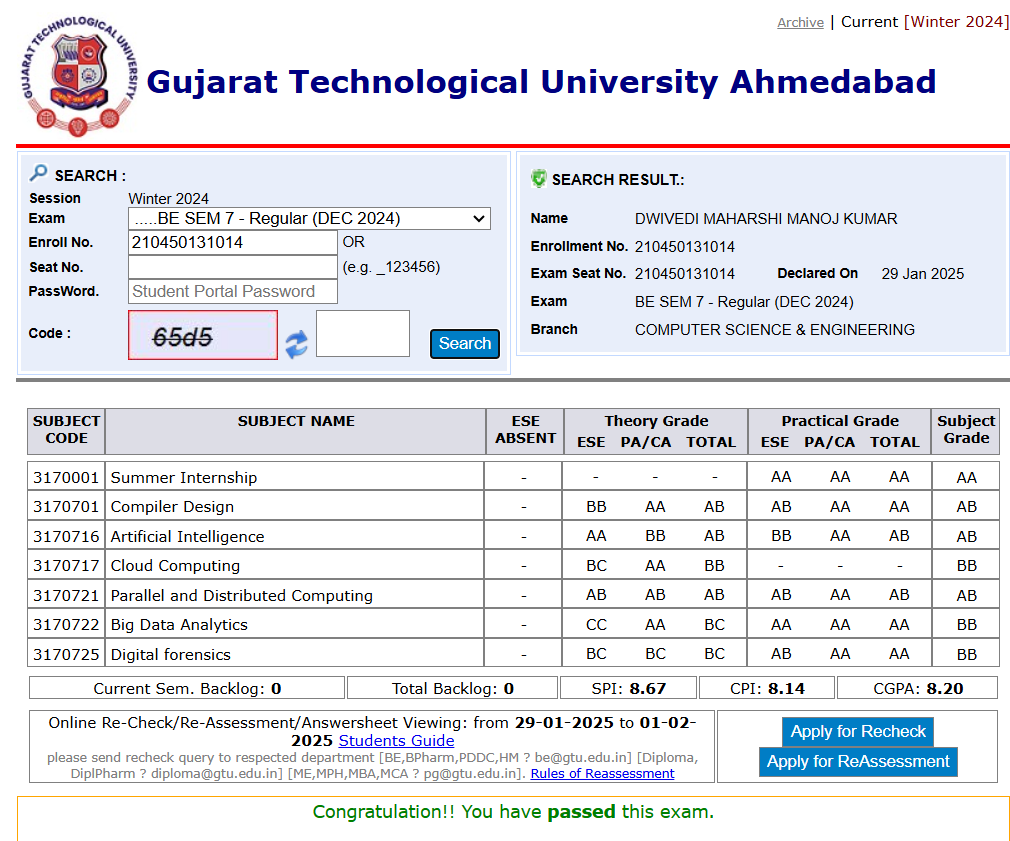 Archive | Current [Winter 2024]
GUJARAT TECHNOLOGICAL UNIVERSITY
Gujarat Technological University Ahmedabad
SEARCH :
Session Winter 2024
Exam .....BE SEM 7 - Regular (DEC 2024)
Enroll No. 210450131014 OR
Seat No. (e.g. _123456)
PassWord. Student Portal Password
Code : 65d5 Search
SEARCH RESULT.:
Name DWIVEDI MAHARSHI MANOJ KUMAR
Enrollment No. 210450131014
Exam Seat No. 210450131014 Declared On 29 Jan 2025
Exam BE SEM 7 - Regular (DEC 2024)
Branch COMPUTER SCIENCE & ENGINEERING
SUBJECT CODE SUBJECT NAME ESE ABSENT Theory Grade Practical Grade Subject Grade
ESE PA/CA TOTAL ESE PA/CA TOTAL
3170001 Summer Internship - - - - AA AA AA AA
3170701 Compiler Design - BB AA AB AB AA AA AB
3170716 Artificial Intelligence - AA BB AB BB AA AB AB
3170717 Cloud Computing - BC AA BB - - - BB
3170721 Parallel and Distributed Computing - AB AB AB AB AA AB AB
3170722 Big Data Analytics - CC AA BC AA AA AA BB
3170725 Digital forensics - BC BC BC AB AA AA BB
Current Sem. Backlog: 0 Total Backlog: 0 SPI: 8.67 CPI: 8.14 CGPA: 8.20
Online Re-Check/Re-Assessment/Answersheet Viewing: from 29-01-2025 to 01-02-
2025 Students Guide
please send recheck query to respected department [BE,BPharm,PDDC,HM ? be@gtu.edu.in] [Diploma,
DiplPharm ? diploma@gtu.edu.in] [ME,MPH,MBA,MCA ? pg@gtu.edu.in]. Rules of Reassessment
Apply for Recheck
Apply for ReAssessment
Congratulation!! You have passed this exam.